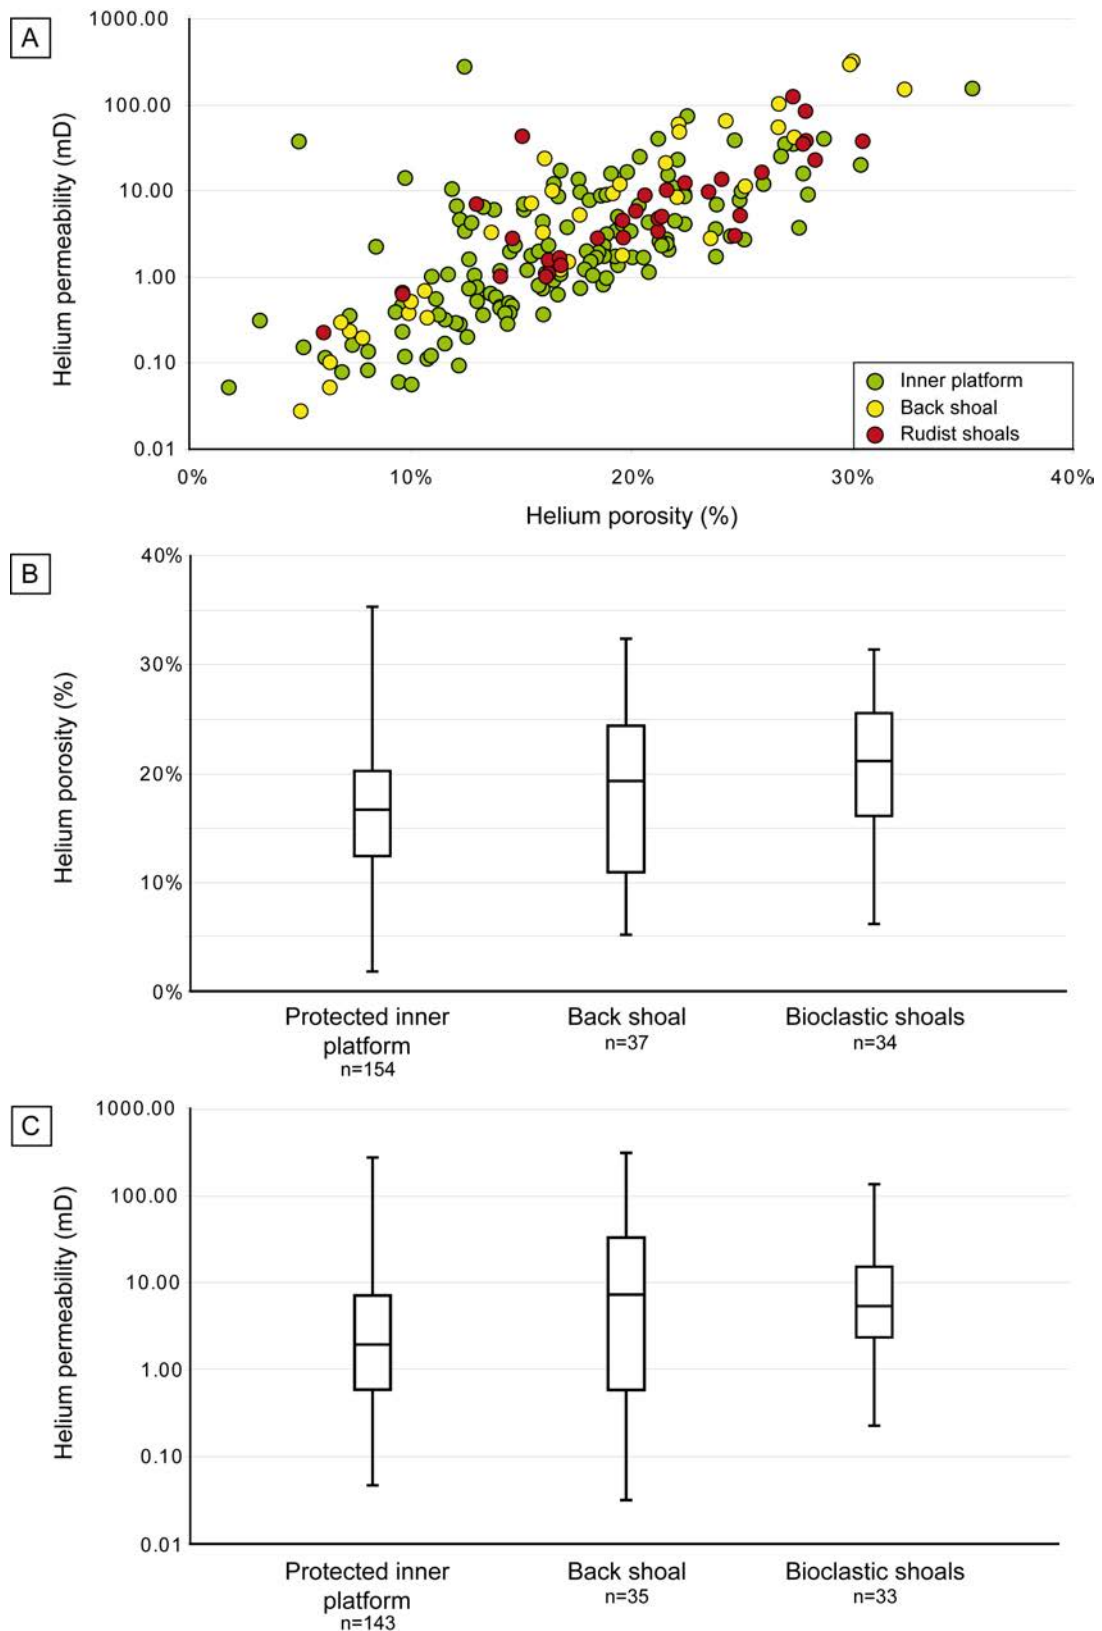 A
1000.00
100.00
10.00
1.00
0.10
0.01
Helium permeability (mD)
Inner platform
Back shoal
Rudist shoals
0% 10% 20% 30% 40%
Helium porosity (%)
B
40%
30%
20%
10%
0%
Helium porosity (%)
Protected inner
platform
n=154
Back shoal
n=37
Bioclastic shoals
n=34
C
1000.00
100.00
10.00
1.00
0.10
0.01
Helium permeability (mD)
Protected inner
platform
n=143
Back shoal
n=35
Bioclastic shoals
n=33